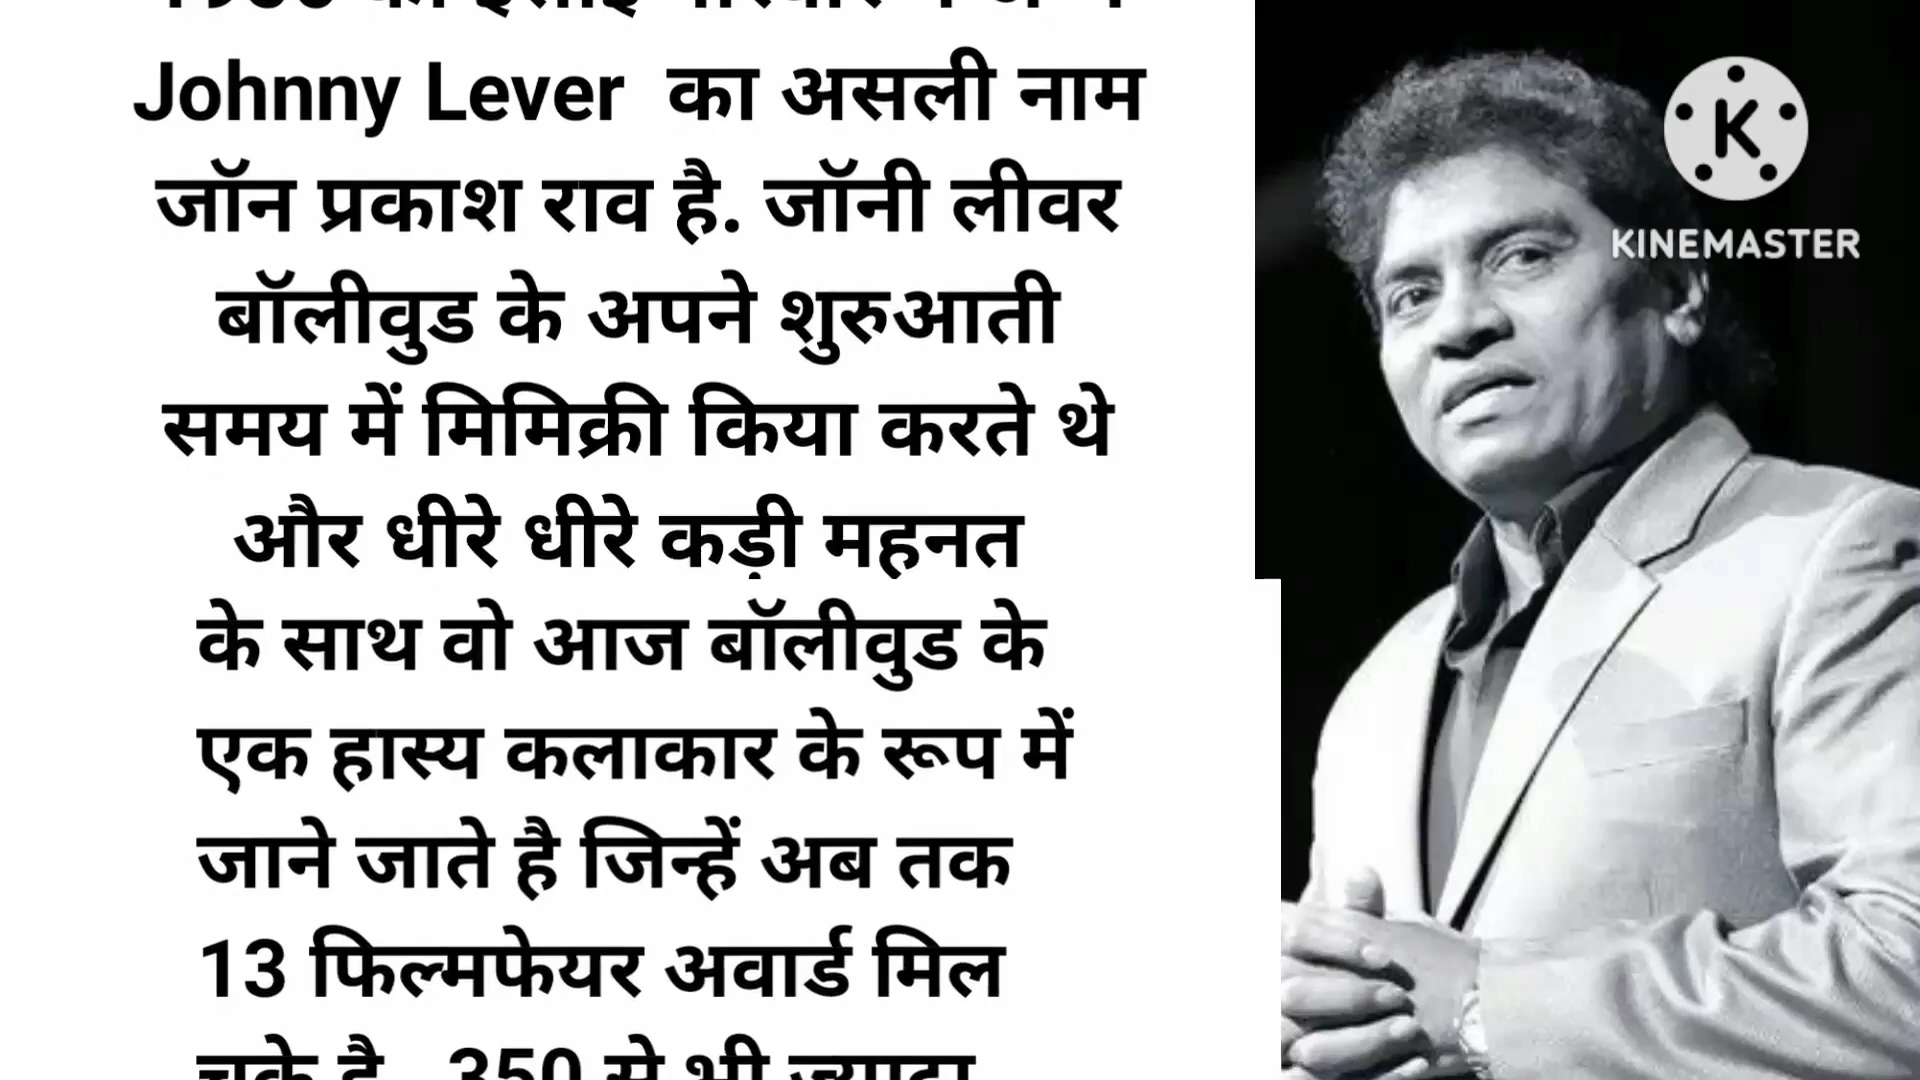 Johnny Lever का असली नाम
जॉन प्रकाश राव है. जॉनी लीवर
बॉलीवुड के अपने शुरुआती
समय में मिमिक्री किया करते थे
और धीरे धीरे कड़ी महनत
के साथ वो आज बॉलीवुड के
एक हास्य कलाकार के रूप में
जाने जाते है जिन्हें अब तक
13 फिल्मफेयर अवार्ड मिल
चुके है. 350 से भी ज्यादा
K
KINEMASTER